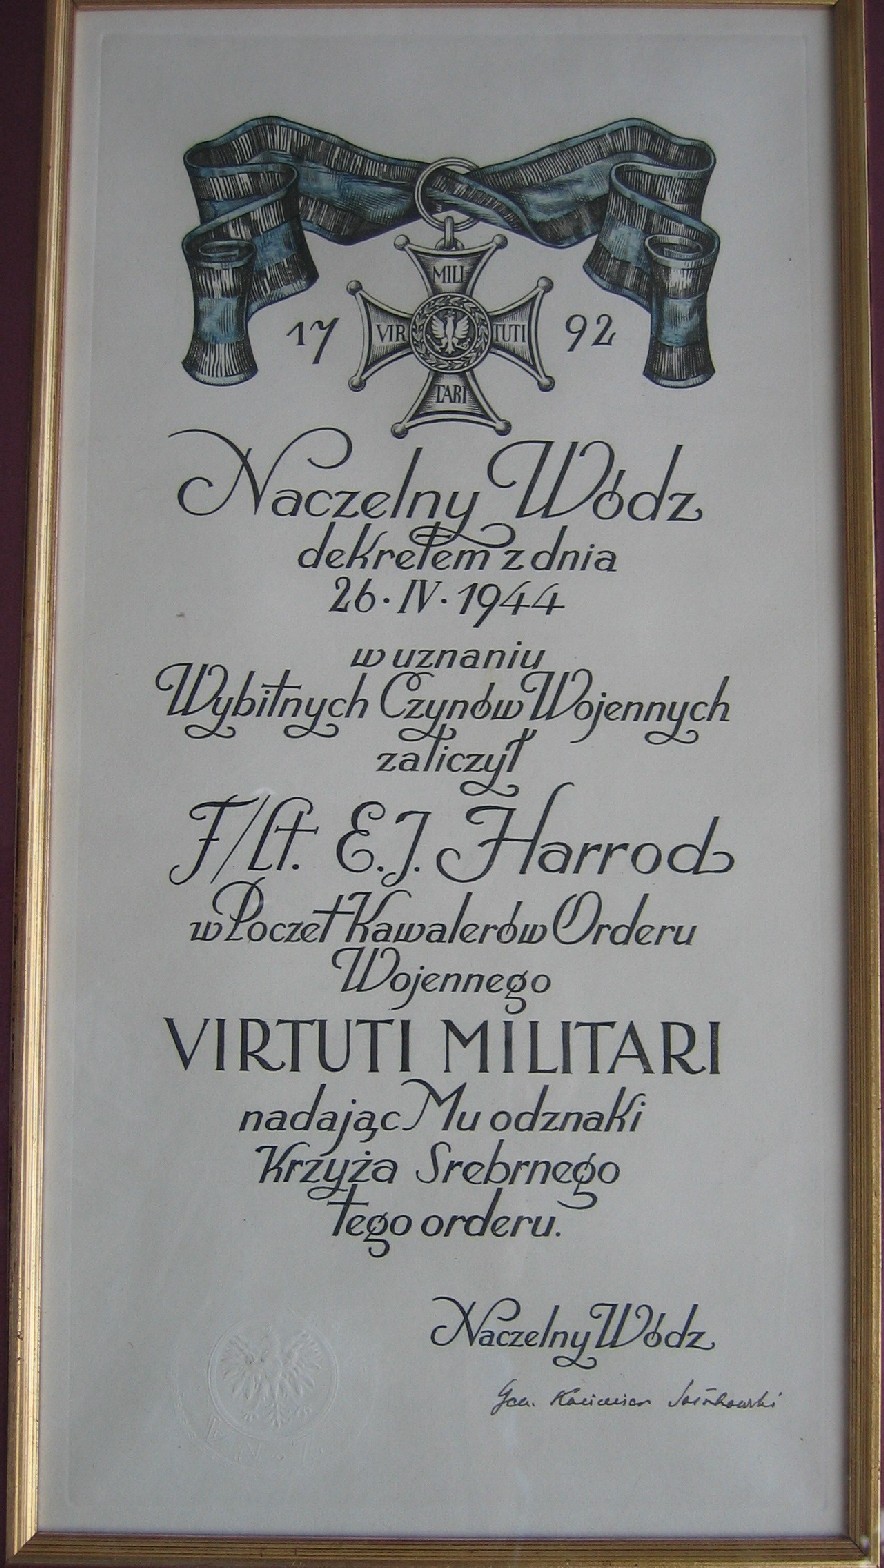 MILI
17 VIR TUTI 92
TARI
Naczelny Wódz
dekretem z dnia
26·IV·1944
w uznaniu
Wybitnych Czynów Wojennych
zaliczył
F/Lt. E.J. Harrod
w Poczet Kawalerów Orderu
Wojennego
VIRTUTI MILITARI
nadając Mu odznaki
Krzyża Srebrnego
tego orderu.
Naczelny Wódz
Gen. Kazimierz Sosnkowski